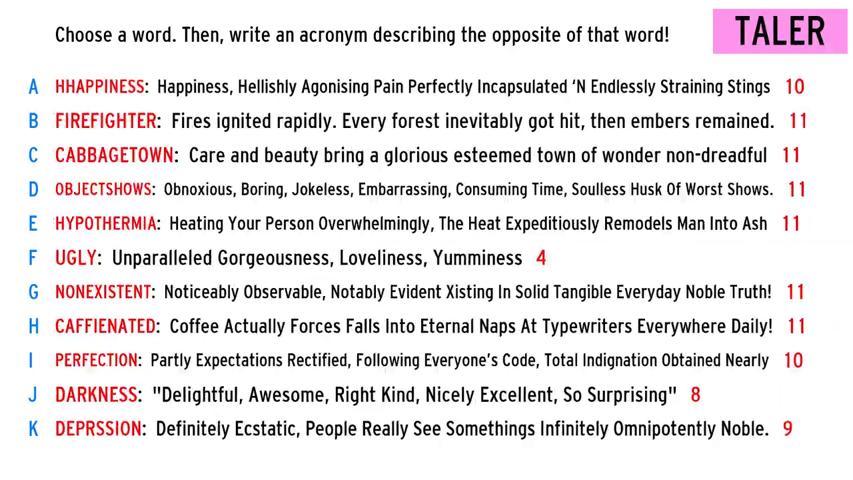 Choose a word. Then, write an acronym describing the opposite of that word!
TALER
A HHAPPINESS: Happiness, Hellishly Agonising Pain Perfectly Incapsulated ‘N Endlessly Straining Stings 10
B FIREFIGHTER: Fires ignited rapidly. Every forest inevitably got hit, then embers remained. 11
C CABBAGETOWN: Care and beauty bring a glorious esteemed town of wonder non-dreadful 11
D OBJECTSHOWS: Obnoxious, Boring, Jokeless, Embarrassing, Consuming Time, Soulless Husk Of Worst Shows. 11
E HYPOTHERMIA: Heating Your Person Overwhelmingly, The Heat Expeditiously Remodels Man Into Ash 11
F UGLY: Unparalleled Gorgeousness, Loveliness, Yumminess 4
G NONEXISTENT: Noticeably Observable, Notably Evident Xisting In Solid Tangible Everyday Noble Truth! 11
H CAFFIENATED: Coffee Actually Forces Falls Into Eternal Naps At Typewriters Everywhere Daily! 11
I PERFECTION: Partly Expectations Rectified, Following Everyone’s Code, Total Indignation Obtained Nearly 10
J DARKNESS: "Delightful, Awesome, Right Kind, Nicely Excellent, So Surprising" 8
K DEPRSSION: Definitely Ecstatic, People Really See Somethings Infinitely Omnipotently Noble. 9